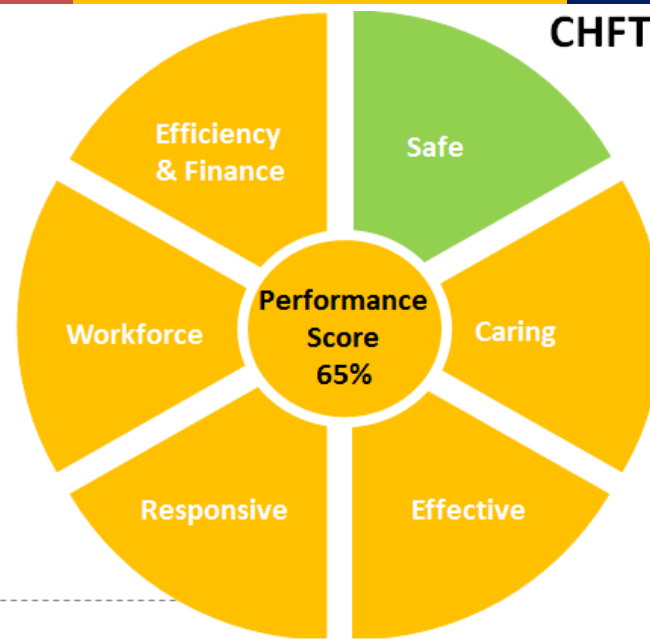 CHFT
Efficiency
& Finance
Safe
Performance
Score
65%
Workforce
Caring
Responsive
Effective